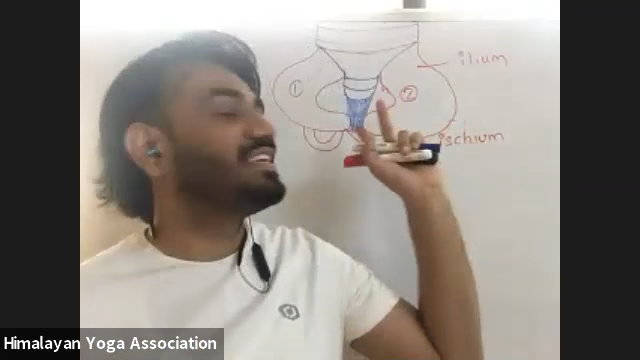 ilium
1
2
ischium
Himalayan Yoga Association